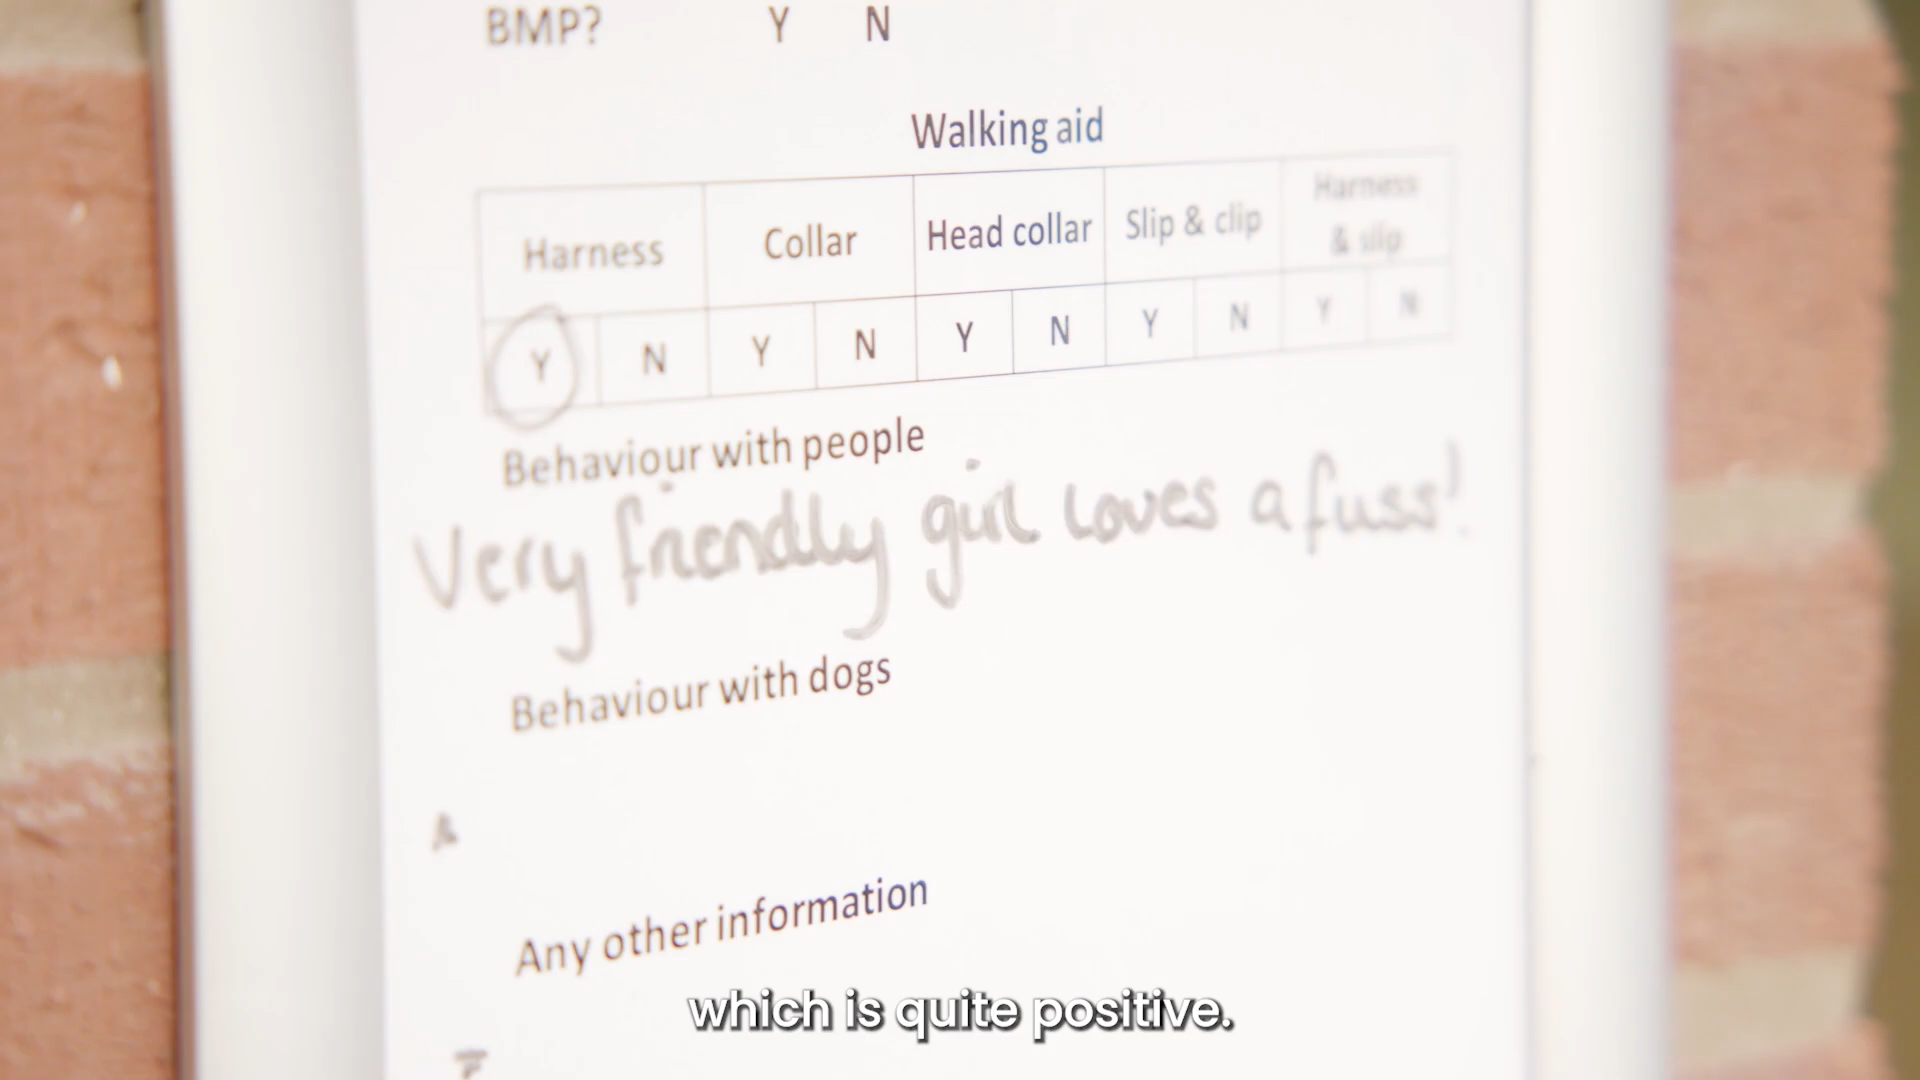 BMP? Y N
Walking aid
Harness Collar Head collar Slip & clip Harness & slip
Y N Y N Y N Y N Y N
Behaviour with people
Very friendly girl loves a fuss!
Behaviour with dogs
Any other information
which is quite positive.